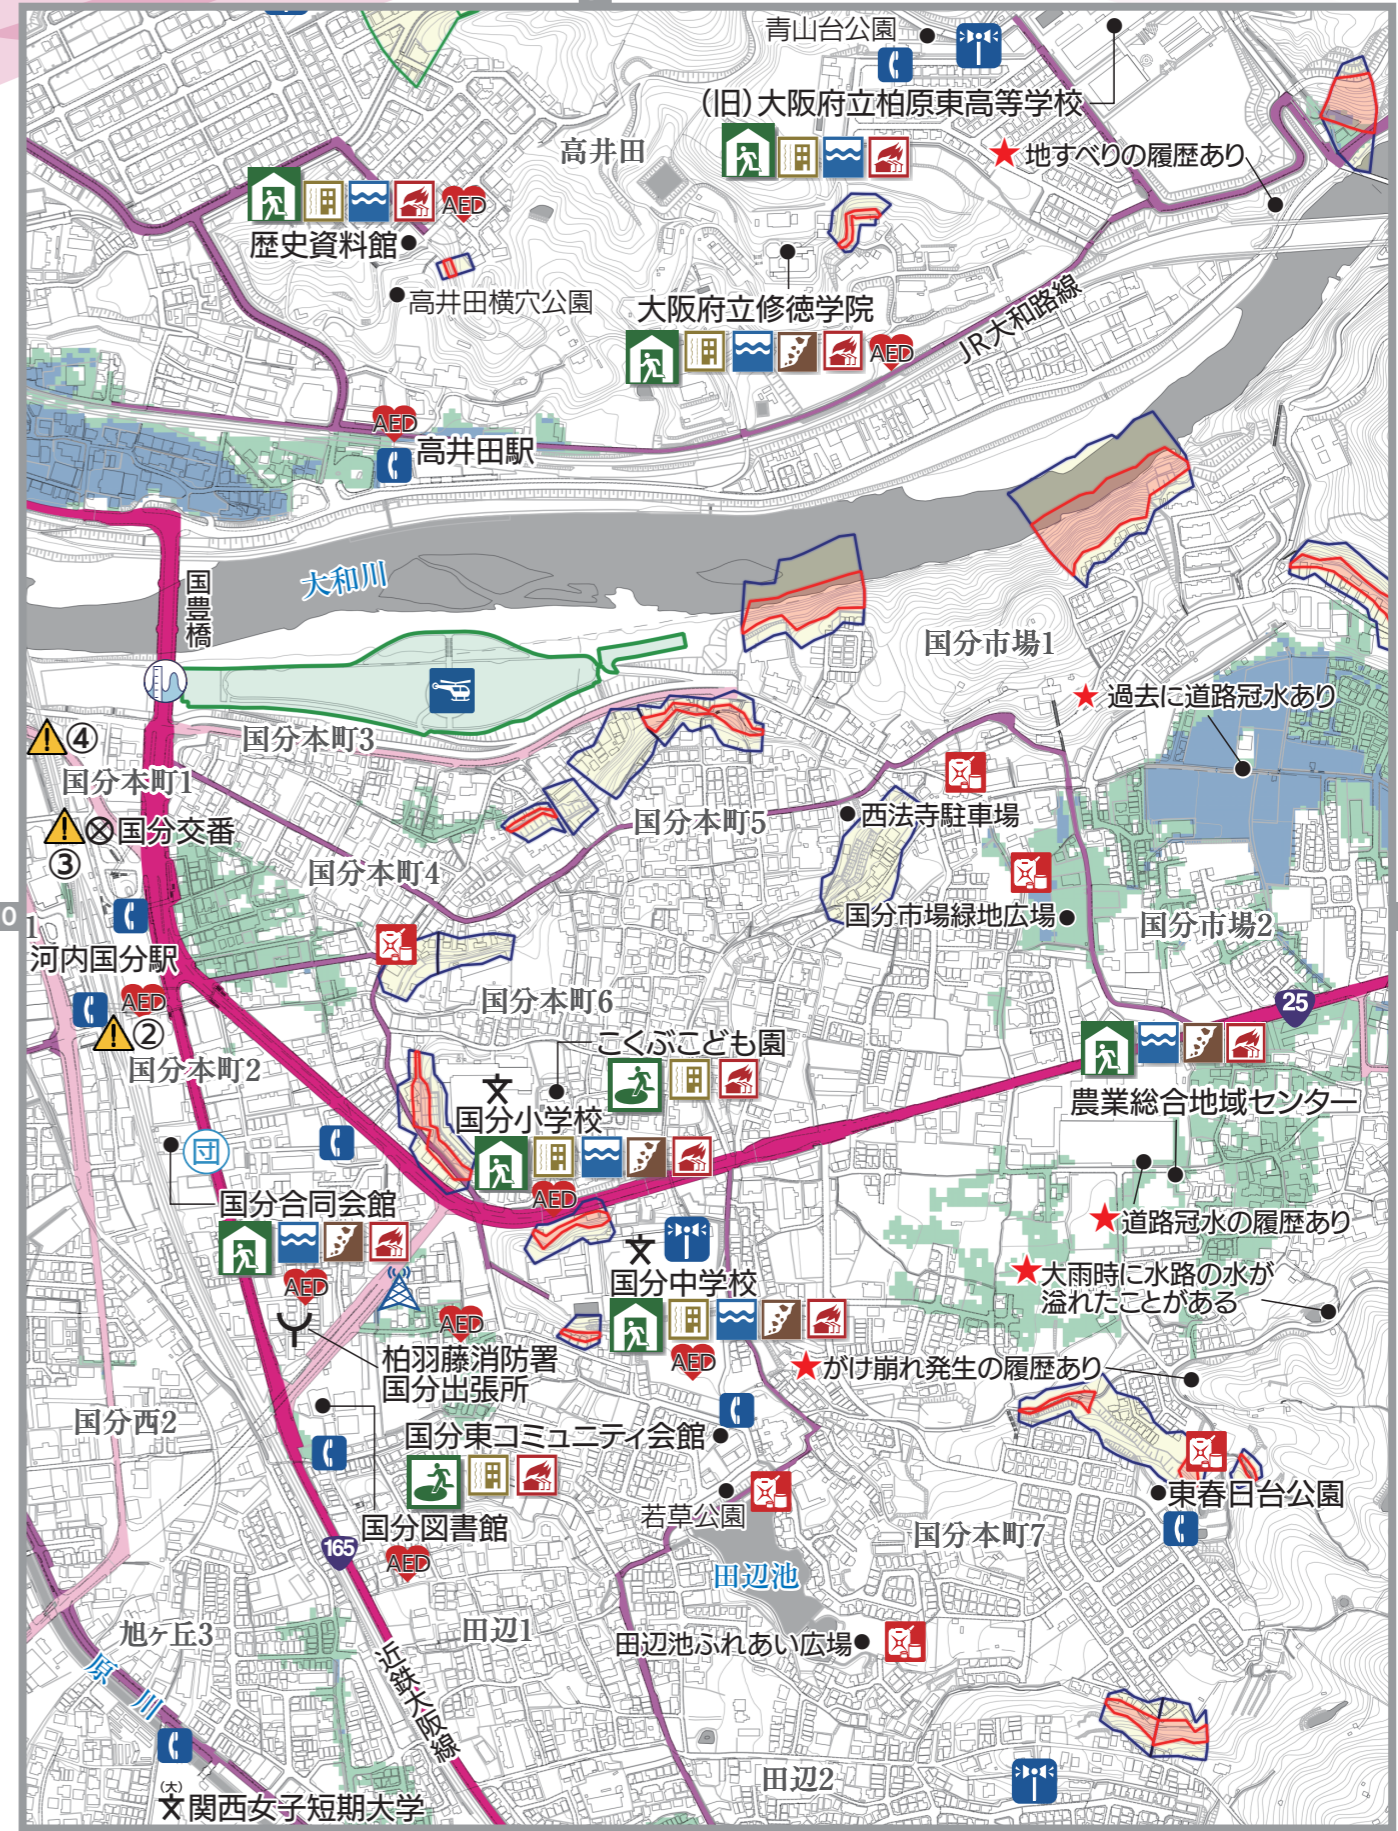 青山台公園
(旧)大阪府立柏原東高等学校
高井田
★地すべりの履歴あり
AED
歴史資料館
高井田横穴公園
大阪府立修徳学院
AED
JR大和路線
AED
高井田駅
大和川
国豊橋
国分市場1
★過去に道路冠水あり
④
国分本町3
国分本町1
国分交番
③
国分本町5
西法寺駐車場
国分本町4
国分市場緑地広場
国分市場2
0
1
河内国分駅
AED
②
国分本町6
25
国分本町2
こくぶこども園
文
国分小学校
AED
農業総合地域センター
団
国分合同会館
AED
★道路冠水の履歴あり
文
国分中学校
AED
★大雨時に水路の水が
溢れたことがある
AED
柏羽藤消防署
国分出張所
★がけ崩れ発生の履歴あり
国分西2
国分東コミュニティ会館
東春日台公園
若草公園
国分図書館
AED
国分本町7
165
田辺池
旭ヶ丘3
田辺1
田辺池ふれあい広場
原川
近鉄大阪線
田辺2
(大)
文関西女子短期大学